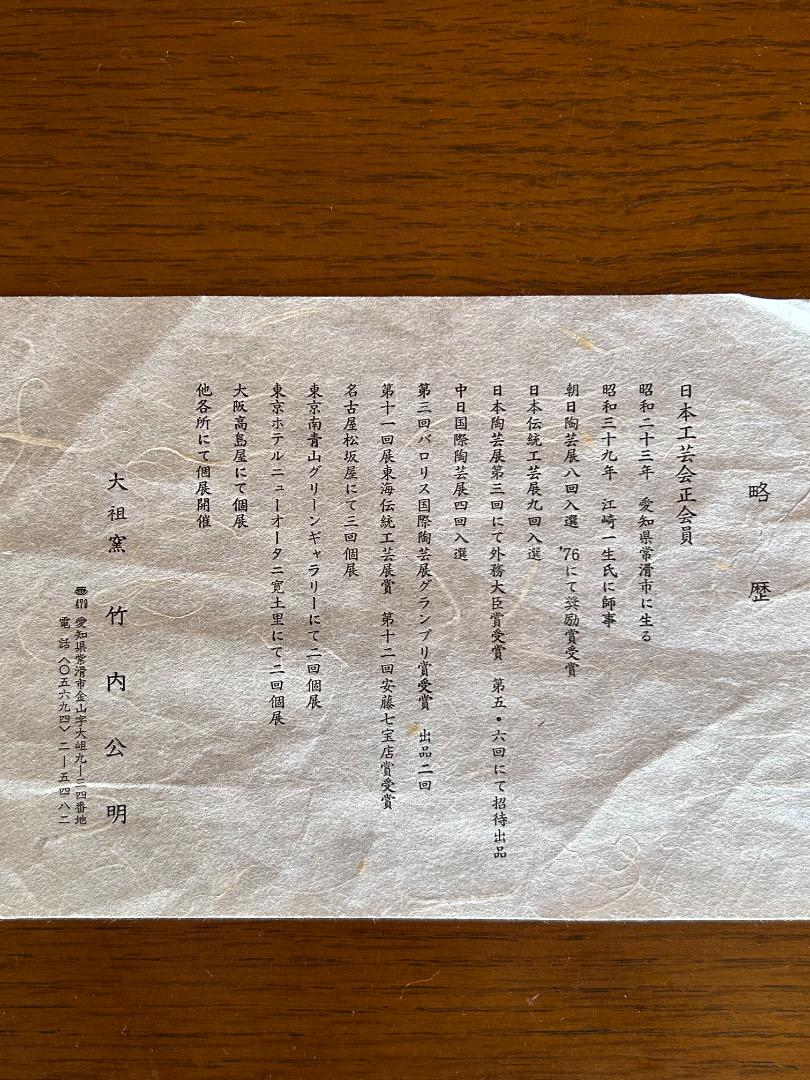 略歴
日本工芸会正会員
昭和二十三年 愛知県常滑市に生る
昭和三十九年 江崎一生氏に師事
朝日陶芸展八回入選 '76にて奨励賞受賞
日本伝統工芸展九回入選
日本陶芸展第三回にて外務大臣賞受賞 第五・六回にて招待出品
中日国際陶芸展四回入選
第三回バロリス国際陶芸展グランプリ賞受賞 出品二回
第十一回展東海伝統工芸展賞 第十二回安藤七宝店賞受賞
名古屋松坂屋にて三回個展
東京南青山グリーンギャラリーにて二回個展
東京ホテルニューオータニ寛土里にて二回個展
大阪高島屋にて個展
他各所にて個展開催
大祖窯 竹内公明
〠479 愛知県常滑市金山字大岨九―二四番地
電話〈〇五六九四〉二―五四八二